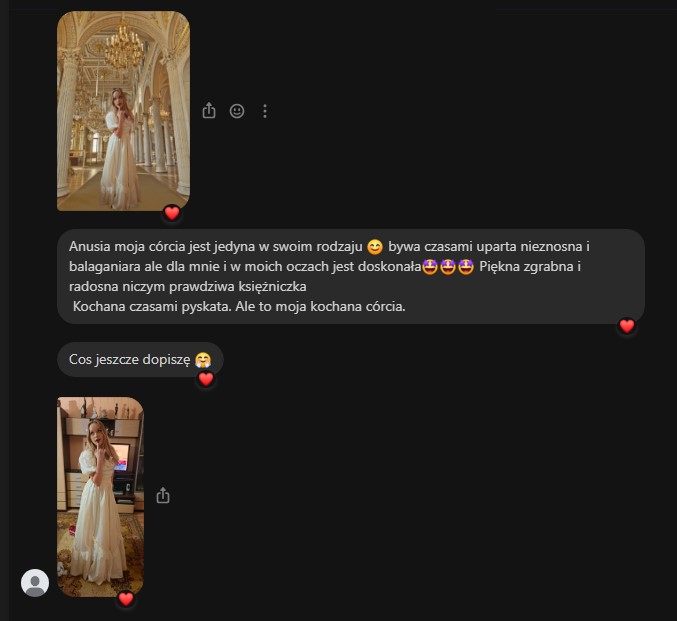 Anusia moja córcia jest jedyna w swoim rodzaju 😊 bywa czasami uparta nieznosna i
balaganiara ale dla mnie i w moich oczach jest doskonała🤩🤩🤩 Piękna zgrabna i
radosna niczym prawdziwa księżniczka
Kochana czasami pyskata. Ale to moja kochana córcia.
Cos jeszcze dopiszę 🤗